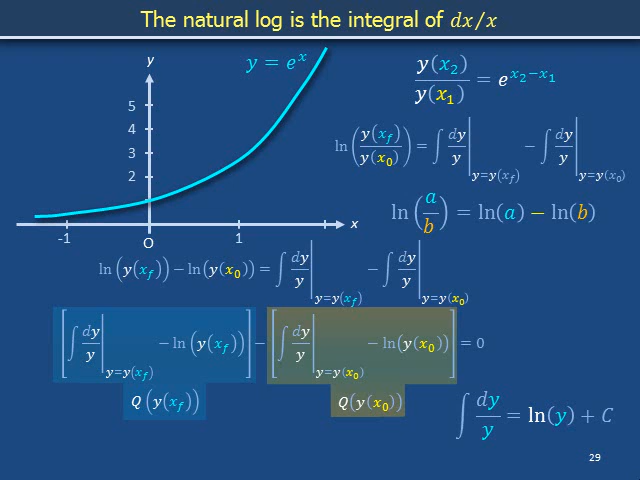 The natural log is the integral of dx/x
y
y = eˣ
y(x₂)/y(x₁) = e^(x₂−x₁)
5
4
3
2
ln (y(x_f)/y(x₀)) = ∫ dy/y |_{y=y(x_f)} − ∫ dy/y |_{y=y(x₀)}
ln (a/b) = ln(a) − ln(b)
-1 O 1 x
ln (y(x_f)) − ln(y(x₀)) = ∫ dy/y |_{y=y(x_f)} − ∫ dy/y |_{y=y(x₀)}
[∫ dy/y |_{y=y(x_f)} − ln (y(x_f))] − [∫ dy/y |_{y=y(x₀)} − ln(y(x₀))] = 0
Q (y(x_f)) Q(y(x₀))
∫ dy/y = ln(y) + C
29